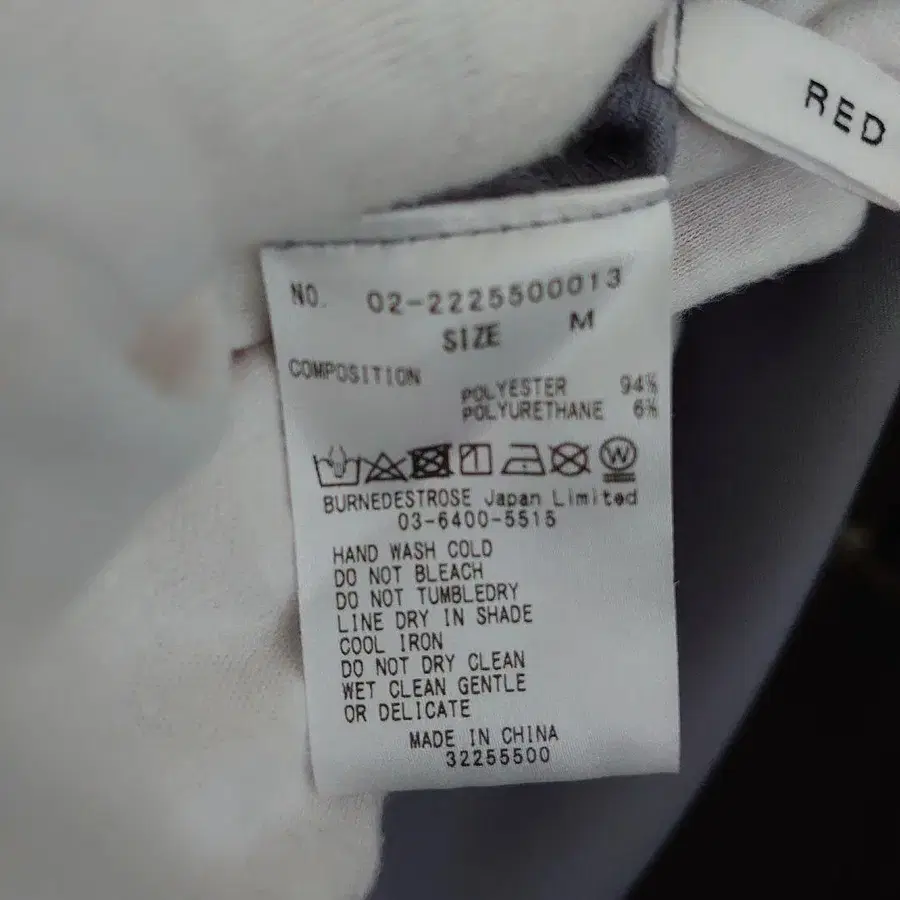 RED
NO. 02-2225500013
SIZE M
COMPOSITION
POLYESTER 94%
POLYURETHANE 6%
W
BURNEDESTROSE Japan Limited
03-6400-5515
HAND WASH COLD
DO NOT BLEACH
DO NOT TUMBLEDRY
LINE DRY IN SHADE
COOL IRON
DO NOT DRY CLEAN
WET CLEAN GENTLE
OR DELICATE
MADE IN CHINA
32255500